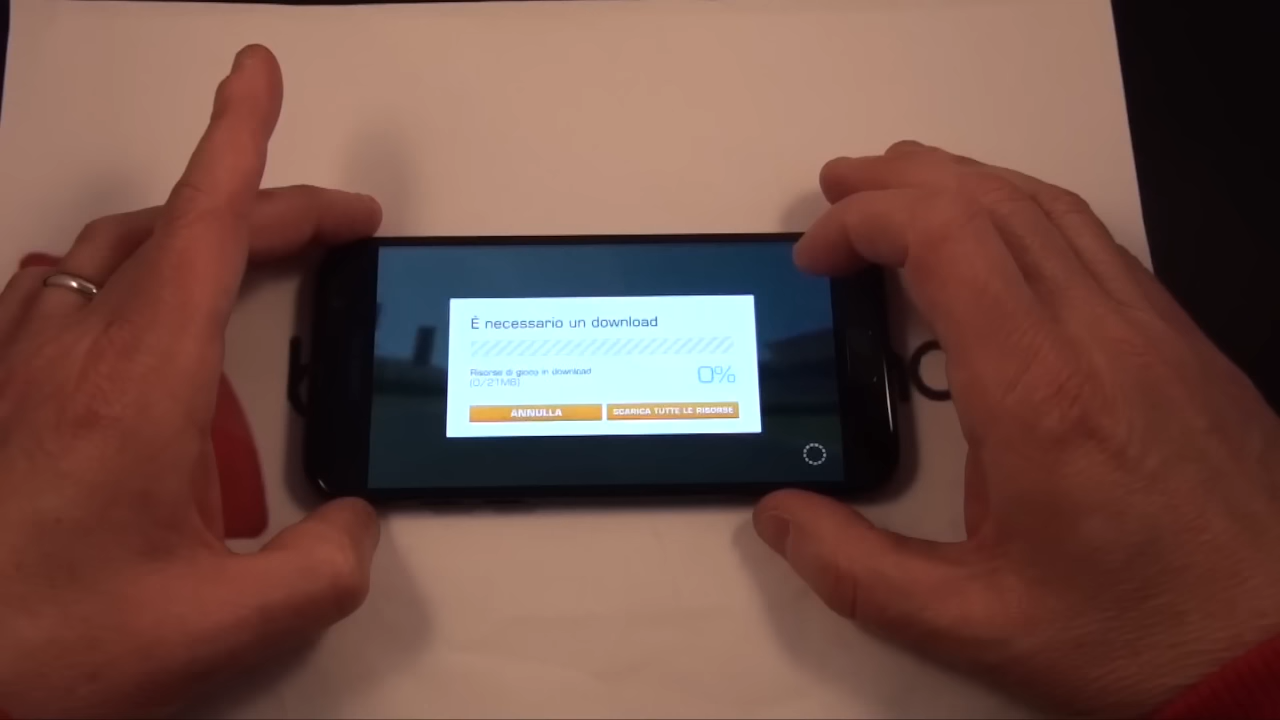 È necessario un download
Risorse di gioco in download
(0/21MB)
0%
ANNULLA
SCARICA TUTTE LE RISORSE